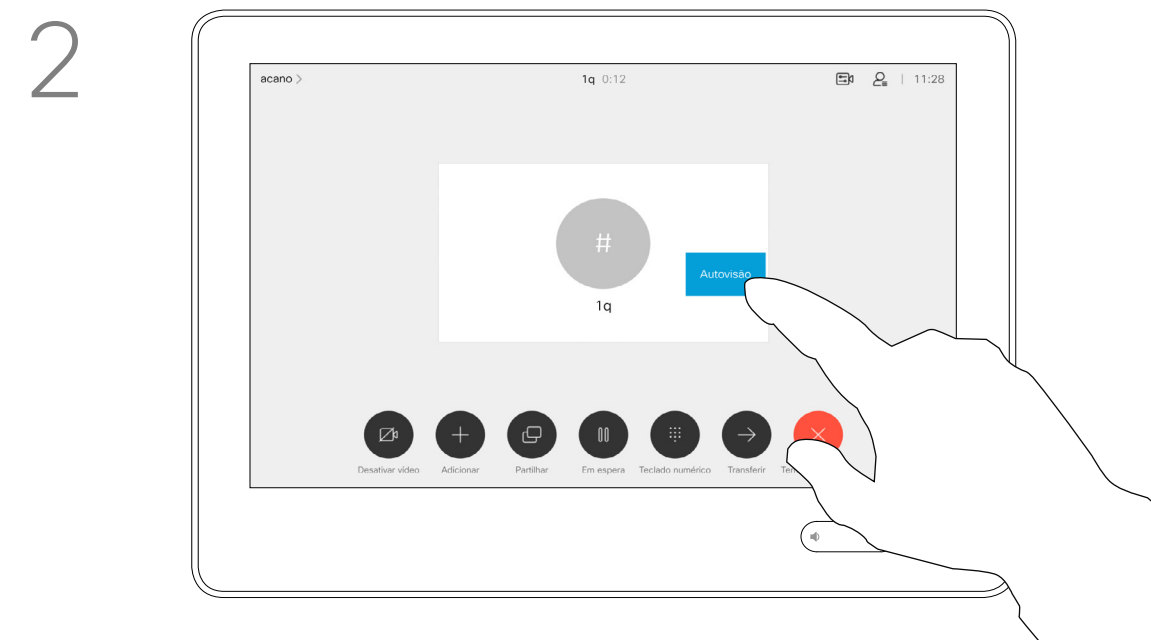 2
acano >
1q 0:12
11:28
#
Autovisão
1q
Desativar vídeo
Adicionar
Partilhar
Em espera
Teclado numérico
Transferir